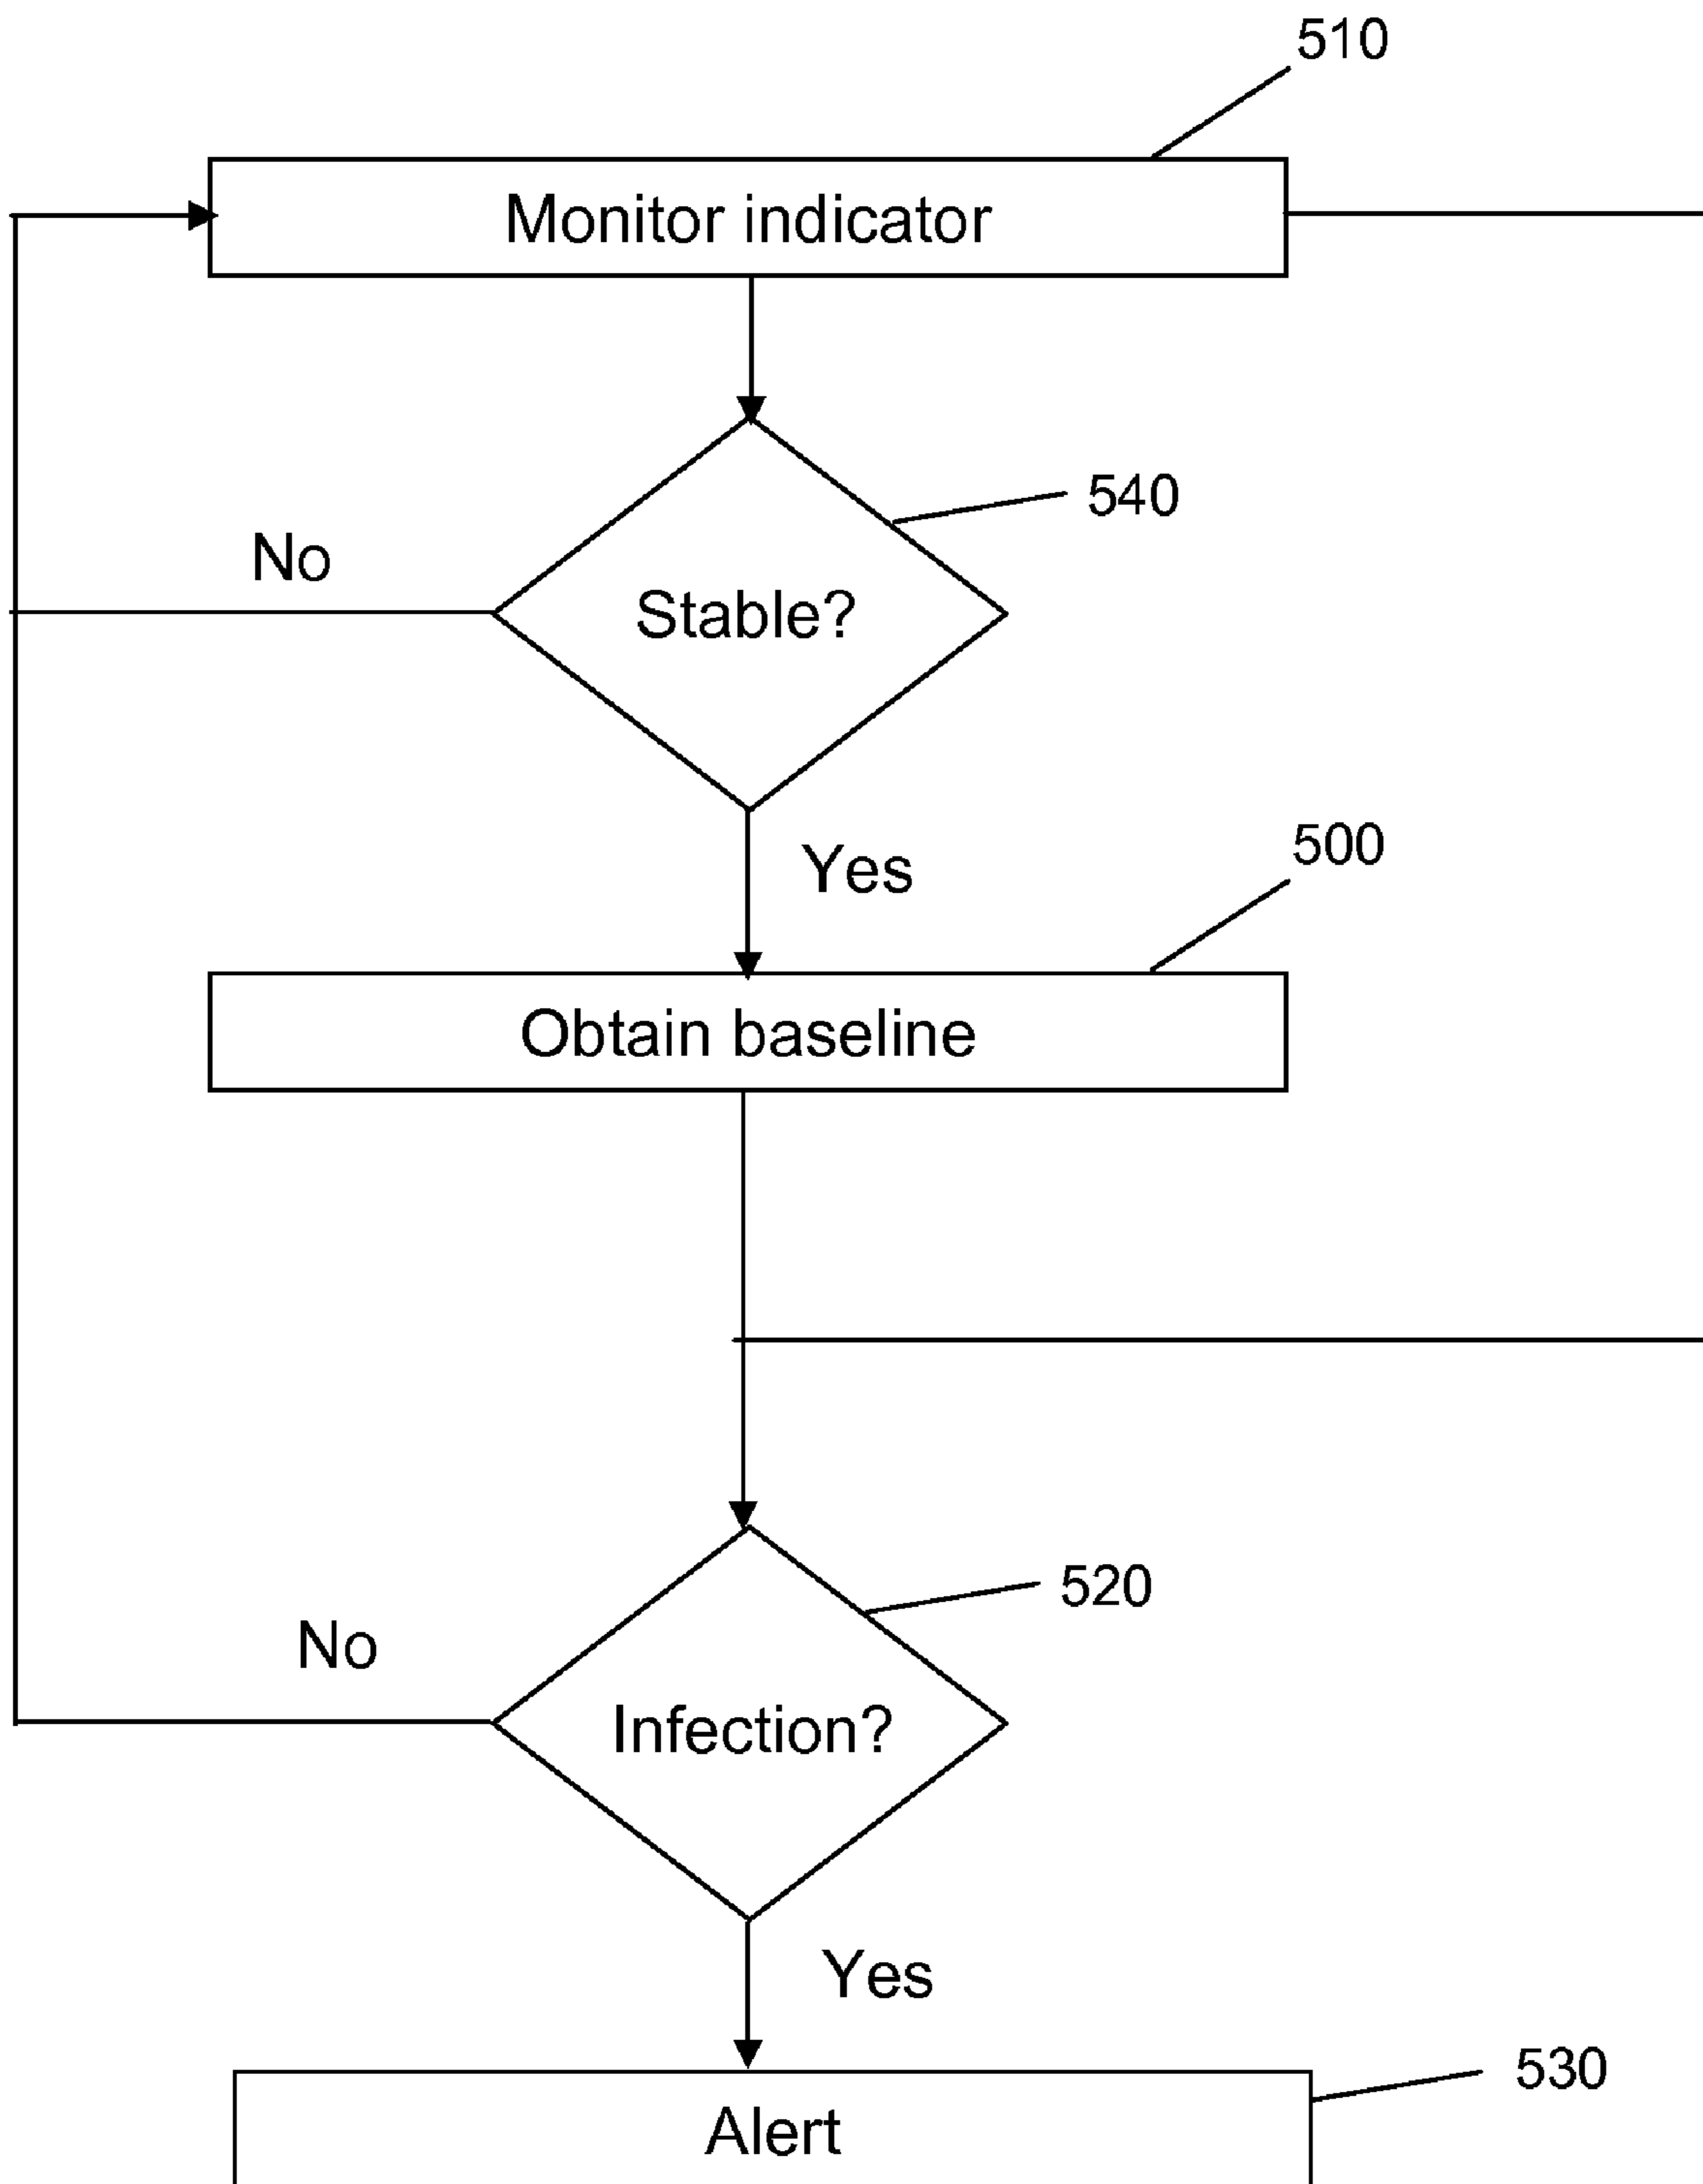 510
Monitor indicator
540
No
Stable?
Yes
500
Obtain baseline
520
No
Infection?
Yes
530
Alert